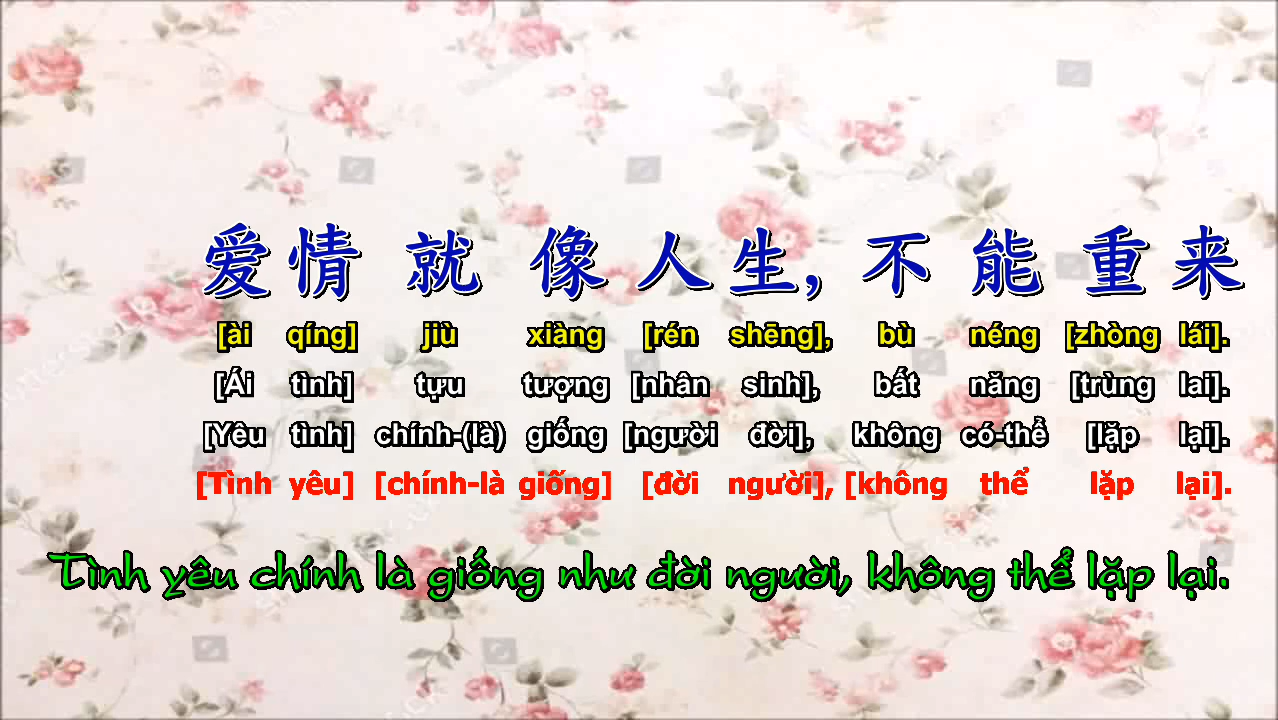 爱情就像人生, 不能重来
[ài qíng] jiù xiàng [rén shēng], bù néng [zhòng lái].
[Ái tình] tựu tượng [nhân sinh], bất năng [trùng lai].
[Yêu tình] chính-(là) giống [người đời], không có-thể [lặp lại].
[Tình yêu] [chính-là giống] [đời người], [không thể lặp lại].
Tình yêu chính là giống như đời người, không thể lặp lại.